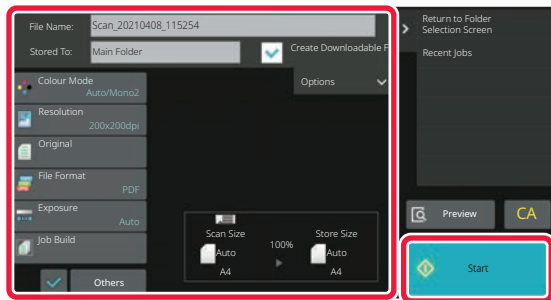 File Name: Scan_20210408_115254
Stored To: Main Folder
Create Downloadable F
Options
Colour Mode
Auto/Mono2
Resolution
200x200dpi
Original
File Format
PDF
Exposure
Auto
Job Build
Others
Scan Size
100%
Store Size
Auto
Auto
A4
A4
Return to Folder
Selection Screen
Recent Jobs
Preview
CA
Start